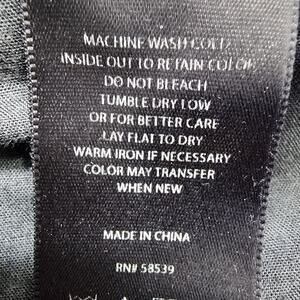 MACHINE WASH COLD
INSIDE OUT TO RETAIN COLOR
DO NOT BLEACH
TUMBLE DRY LOW
OR FOR BETTER CARE
LAY FLAT TO DRY
WARM IRON IF NECESSARY
COLOR MAY TRANSFER
WHEN NEW
MADE IN CHINA
RN# 58539